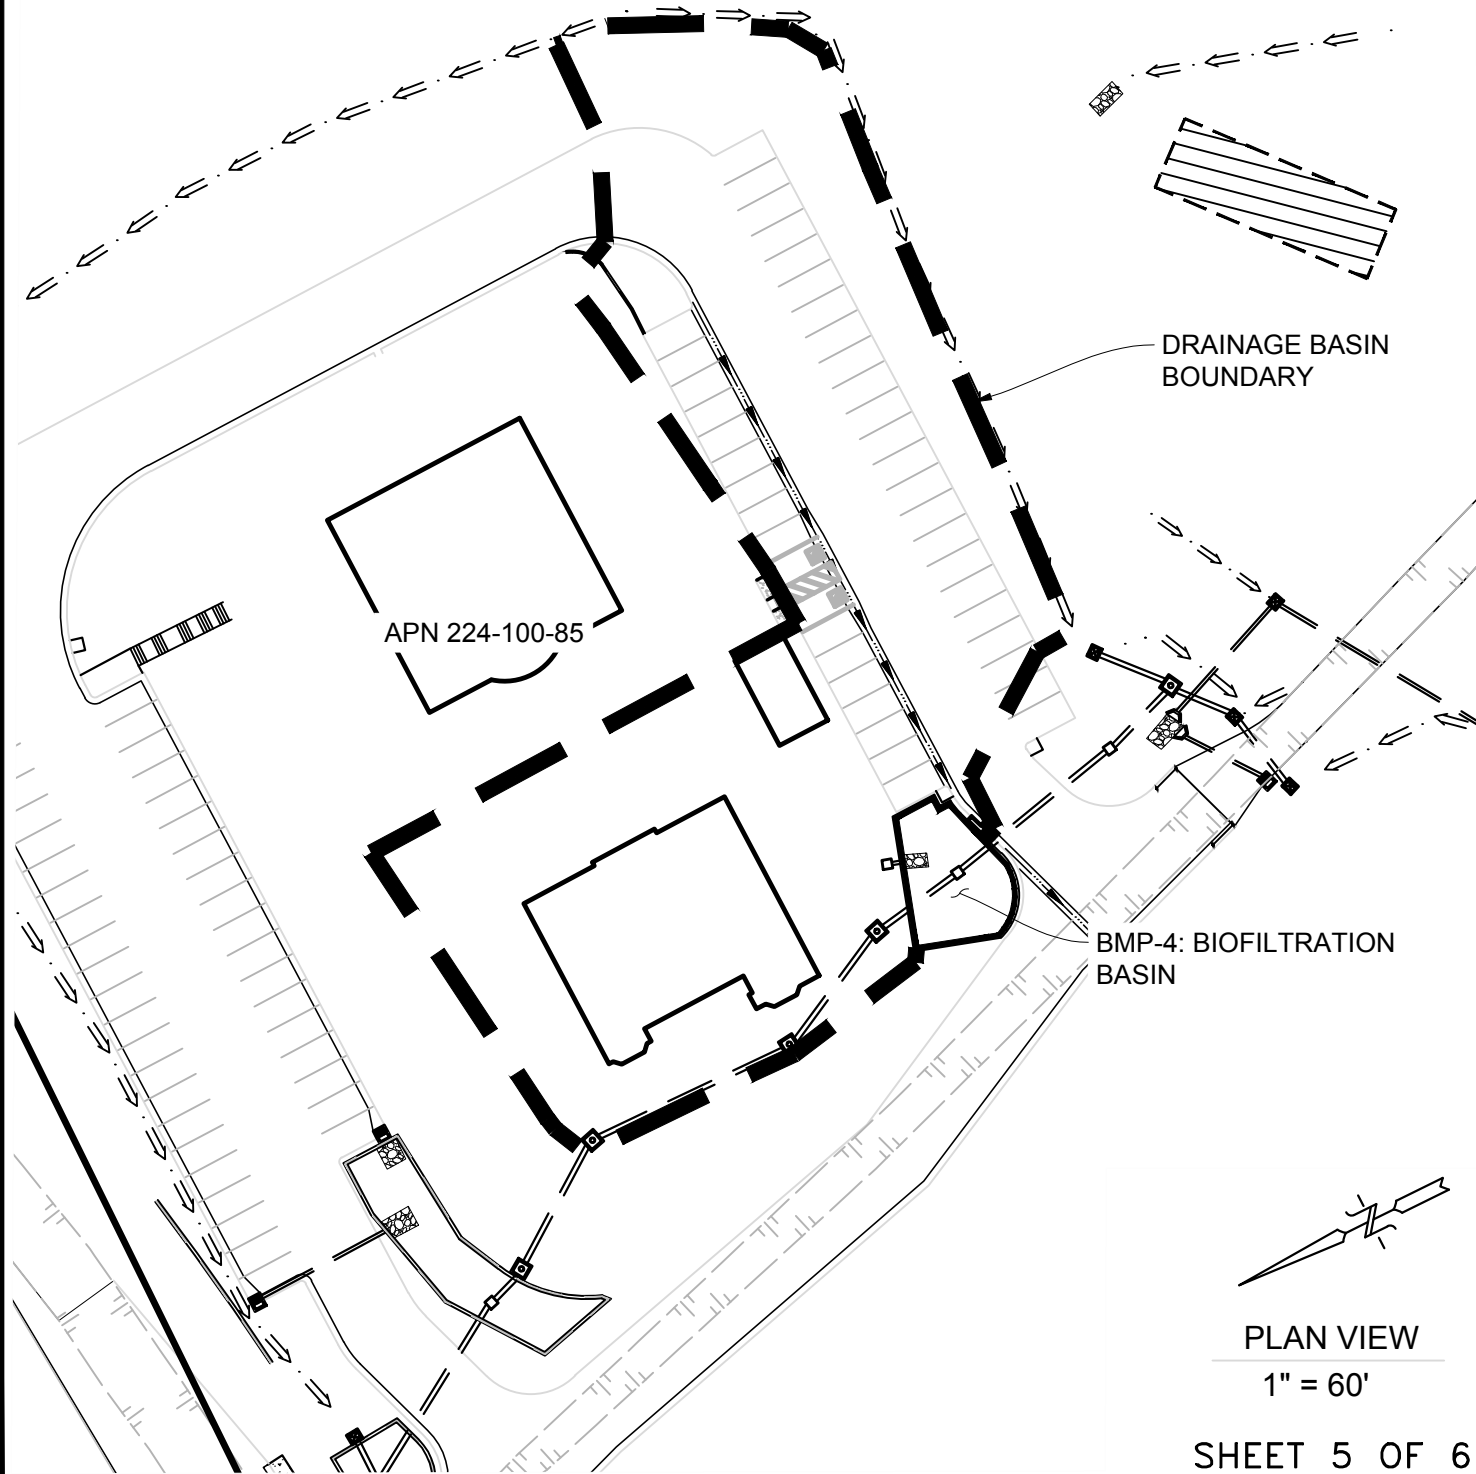 DRAINAGE BASIN
BOUNDARY
APN 224-100-85
BMP-4: BIOFILTRATION
BASIN
PLAN VIEW
1" = 60'
SHEET 5 OF 6